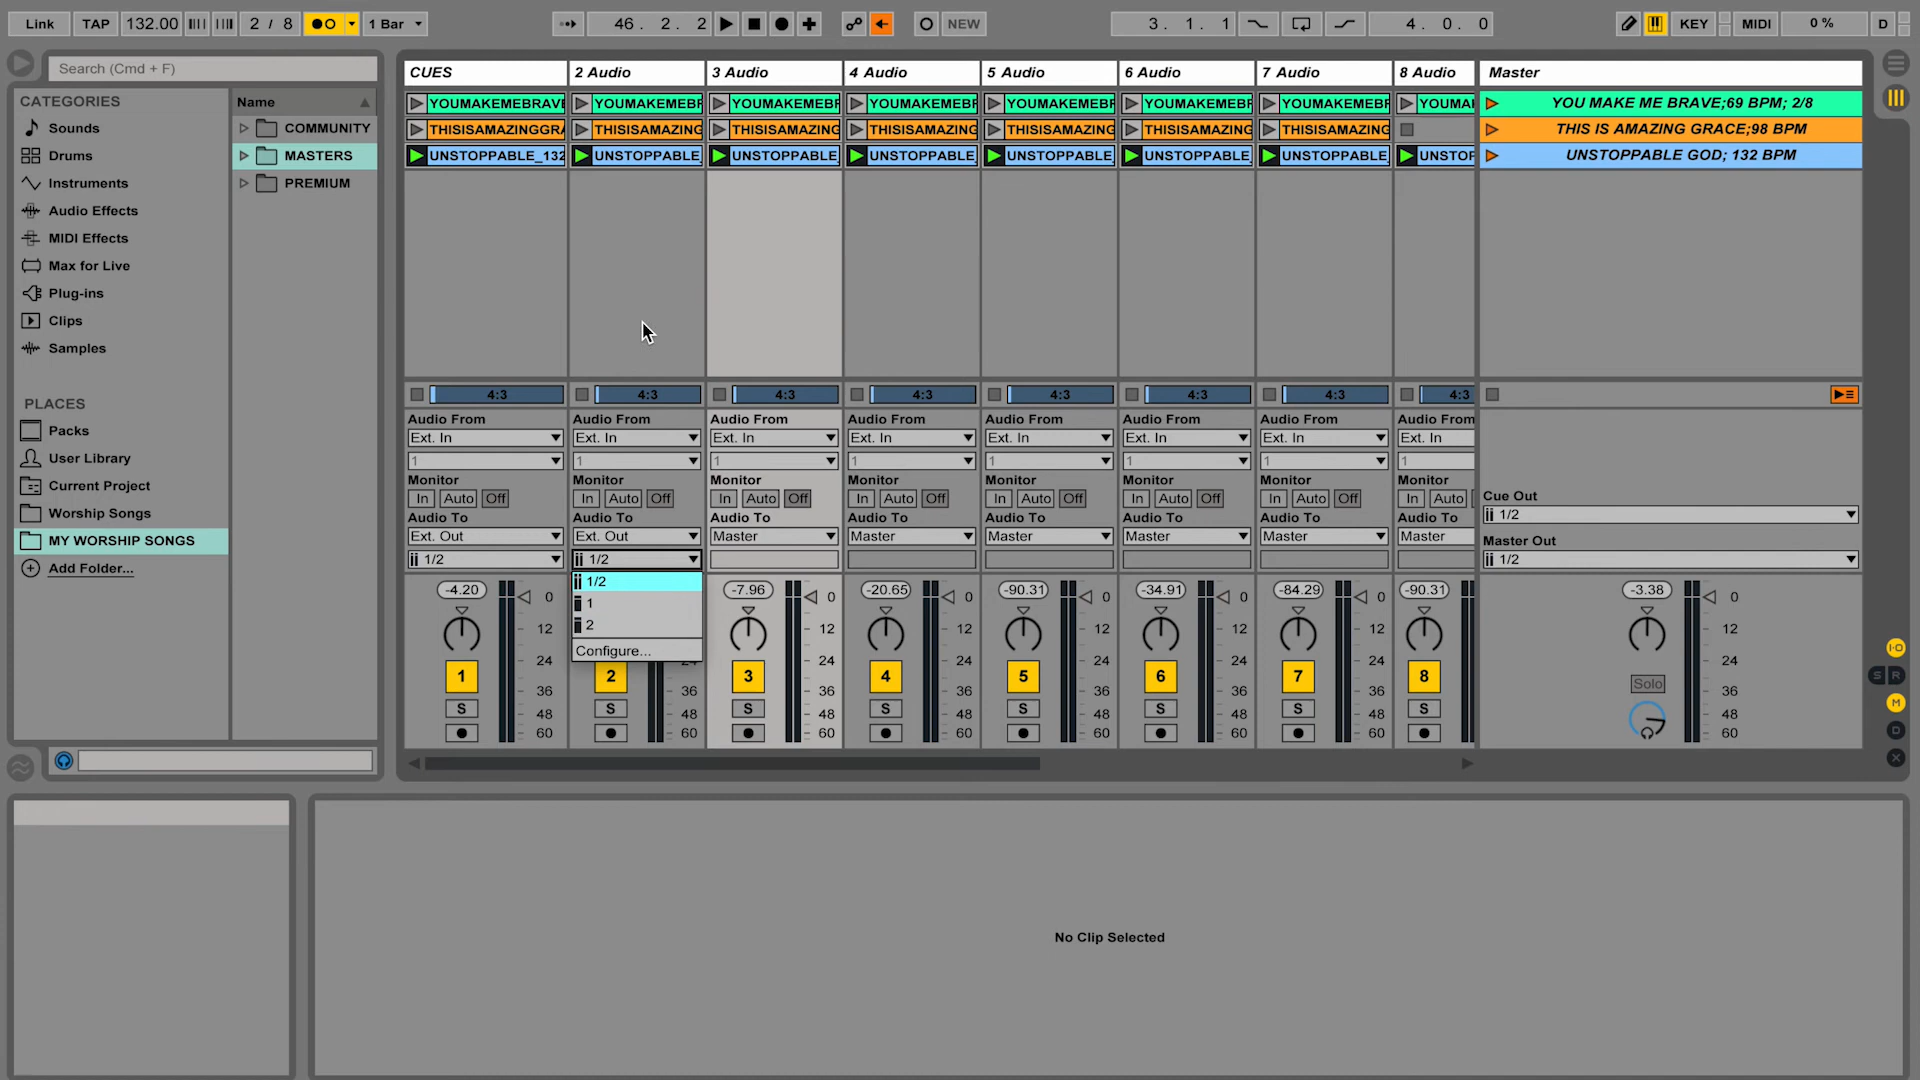 Link TAP 132.00 2 / 8 1 Bar 46. 2. 2 NEW 3. 1. 1 4. 0. 0 KEY MIDI 0 % D
Search (Cmd + F)
CATEGORIES
Sounds
Drums
Instruments
Audio Effects
MIDI Effects
Max for Live
Plug-ins
Clips
Samples
PLACES
Packs
User Library
Current Project
Worship Songs
MY WORSHIP SONGS
Add Folder...
Name
COMMUNITY
MASTERS
PREMIUM
CUES 2 Audio 3 Audio 4 Audio 5 Audio 6 Audio 7 Audio 8 Audio Master
YOUMAKEMEBRAVE YOUMAKEMEBR YOUMAKEMEBR YOUMAKEMEBR YOUMAKEMEBR YOUMAKEMEBR YOUMAKEMEBR YOUMAK YOU MAKE ME BRAVE;69 BPM; 2/8
THISISAMAZINGGRA THISISAMAZING THISISAMAZING THISISAMAZING THISISAMAZING THISISAMAZING THISISAMAZING THIS IS AMAZING GRACE;98 BPM
UNSTOPPABLE_132 UNSTOPPABLE_ UNSTOPPABLE_ UNSTOPPABLE_ UNSTOPPABLE_ UNSTOPPABLE_ UNSTOPPABLE_ UNSTOP UNSTOPPABLE GOD; 132 BPM
4:3 4:3 4:3 4:3 4:3 4:3 4:3 4:3
Audio From Audio From Audio From Audio From Audio From Audio From Audio From Audio From
Ext. In Ext. In Ext. In Ext. In Ext. In Ext. In Ext. In Ext. In
1 1 1 1 1 1 1 1
Monitor Monitor Monitor Monitor Monitor Monitor Monitor Monitor
In Auto Off In Auto Off In Auto Off In Auto Off In Auto Off In Auto Off In Auto Off In Auto Cue Out
Audio To Audio To Audio To Audio To Audio To Audio To Audio To Audio To 1/2
Ext. Out Ext. Out Master Master Master Master Master Master Master Out
1/2 1/2 1/2
1/2
1
2
Configure...
-4.20 -7.96 -20.65 -90.31 -34.91 -84.29 -90.31 -3.38
0 0 0 0 0 0 0 0
12 12 12 12 12 12 12 12
24 24 24 24 24 24 24 24 24
1 2 3 4 5 6 7 8 Solo
36 36 36 36 36 36 36 36 36
S S S S S S S S
48 48 48 48 48 48 48 48 48
60 60 60 60 60 60 60 60 60
I·O
S R
M
D
X
No Clip Selected